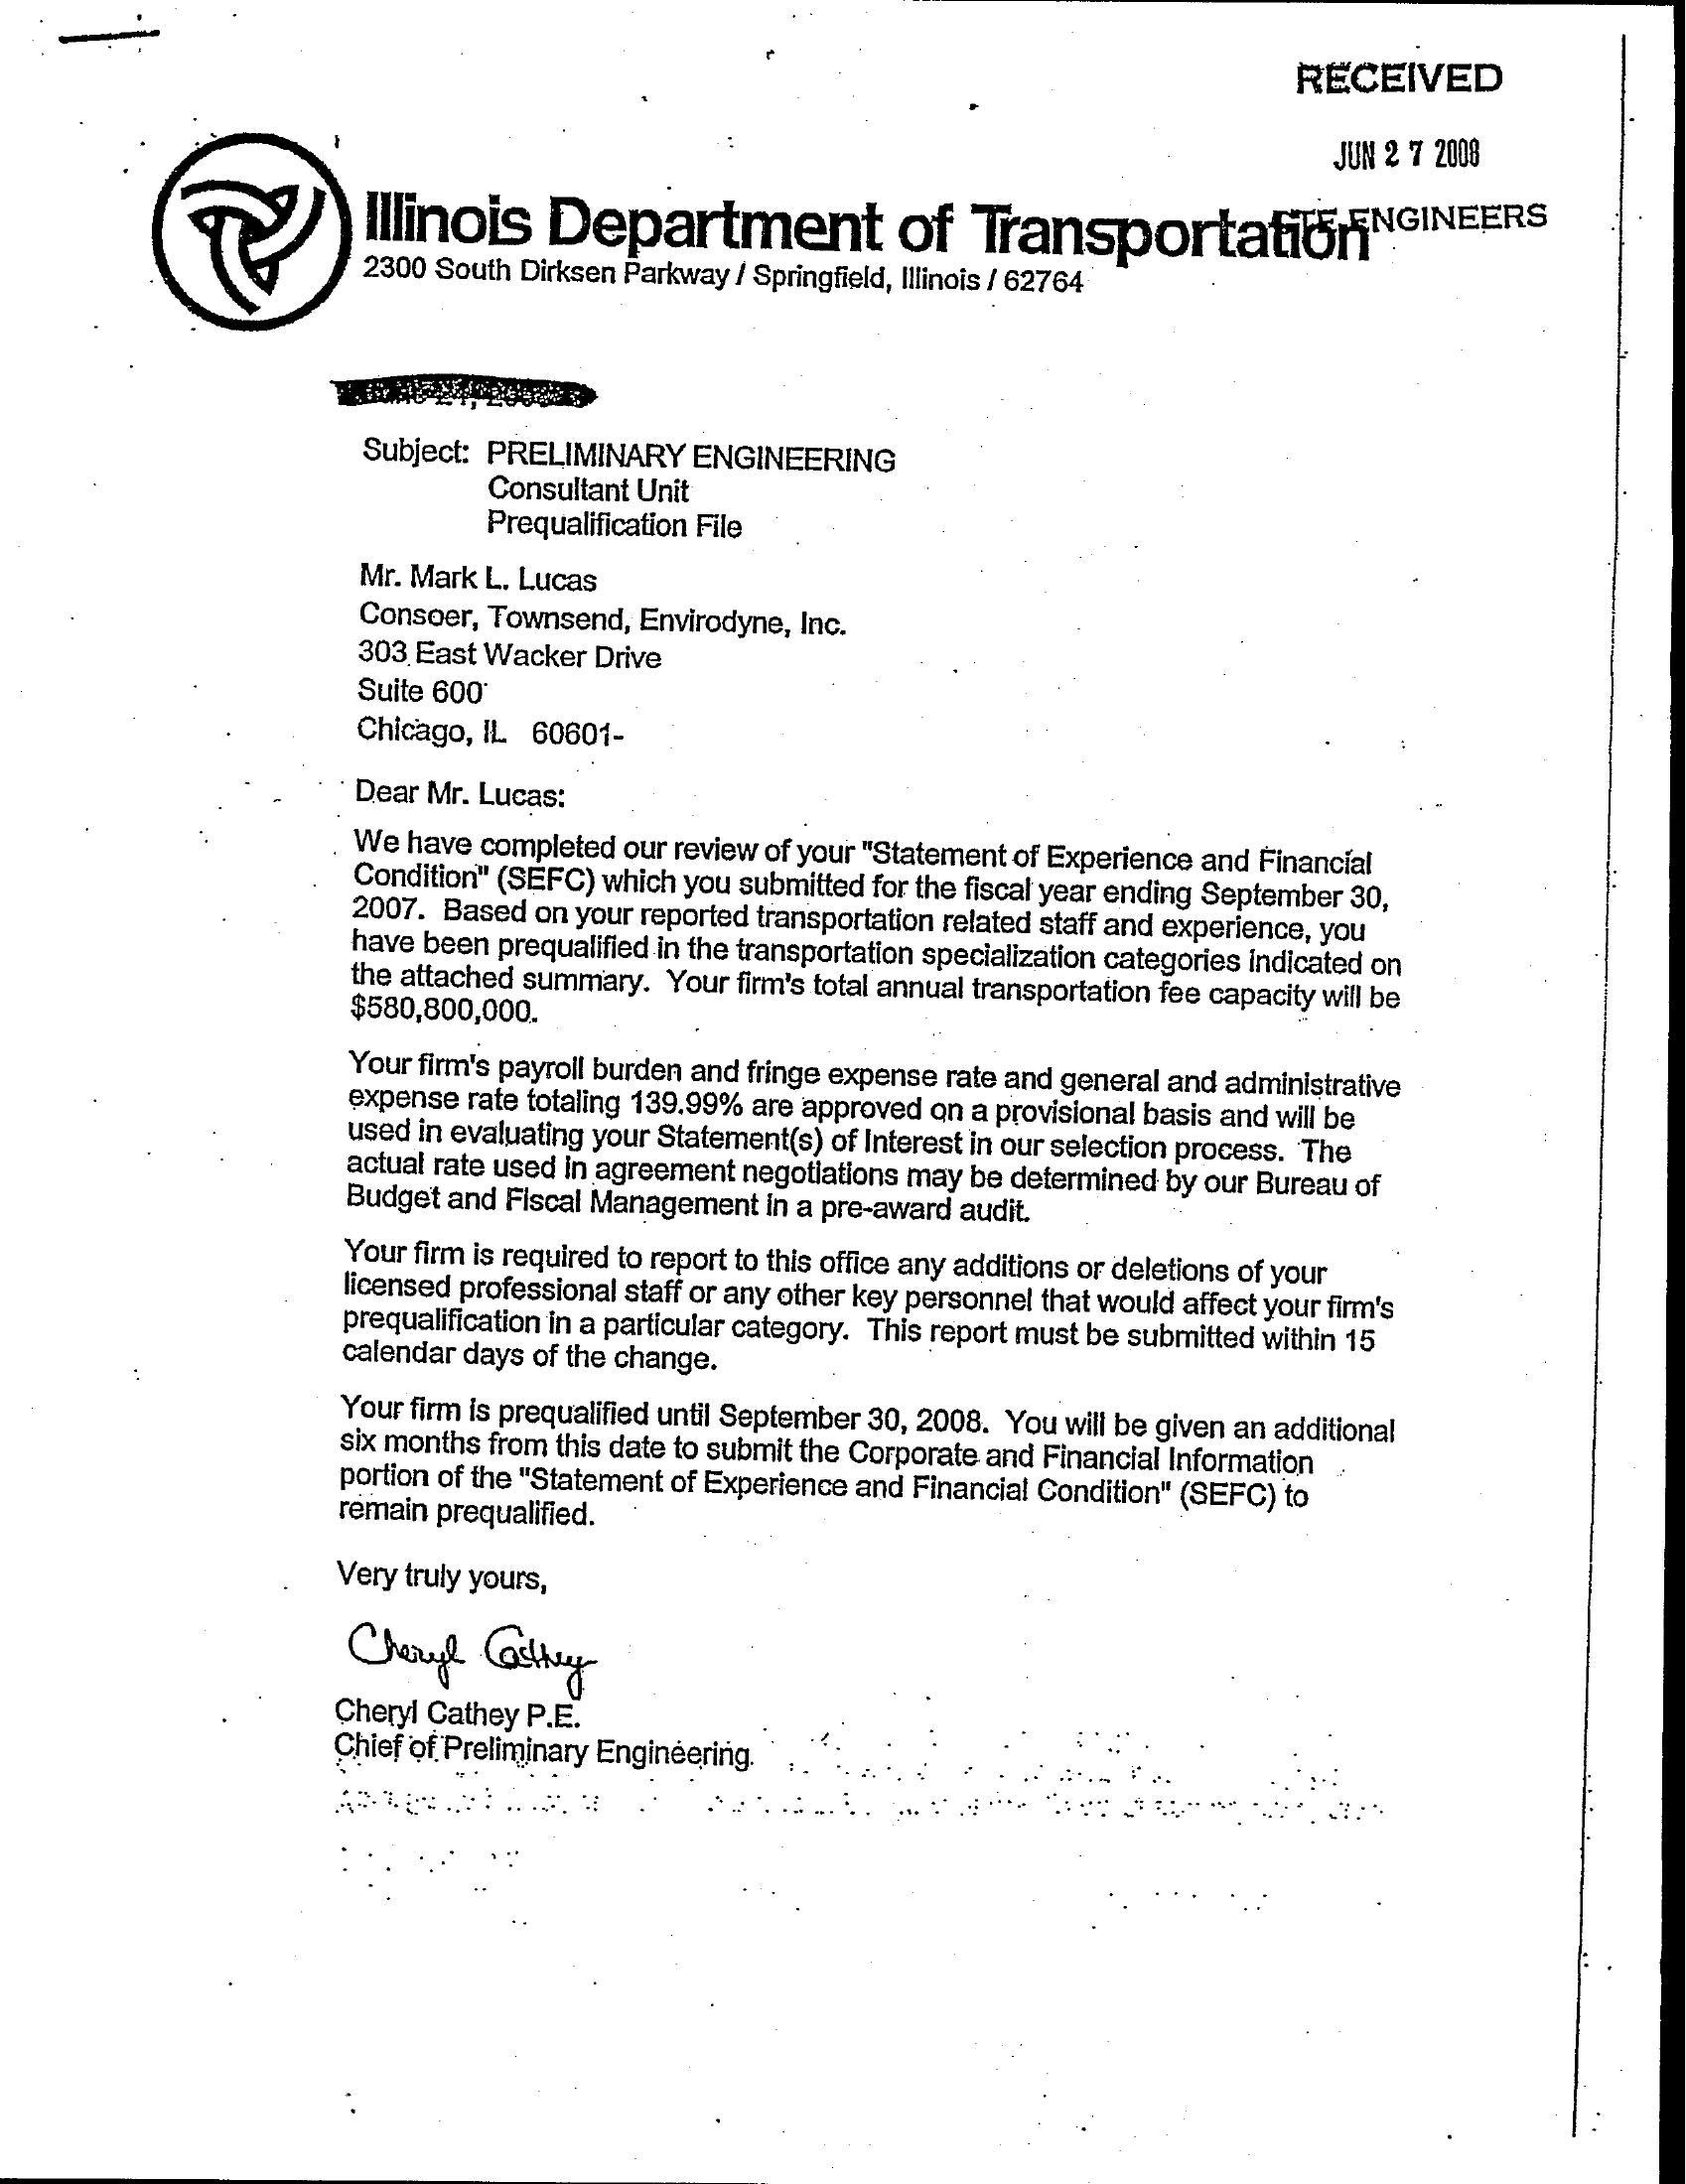 RECEIVED
JUN 27 2008
ENGINEERS
Illinois Department of Transportation
2300 South Dirksen Parkway / Springfield, Illinois / 62764
Subject: PRELIMINARY ENGINEERING
Consultant Unit
Prequalification File
Mr. Mark L. Lucas
Consoer, Townsend, Envirodyne, Inc.
303 East Wacker Drive
Suite 600
Chicago, IL 60601-
Dear Mr. Lucas:
We have completed our review of your "Statement of Experience and Financial
Condition" (SEFC) which you submitted for the fiscal year ending September 30,
2007. Based on your reported transportation related staff and experience, you
have been prequalified in the transportation specialization categories indicated on
the attached summary. Your firm's total annual transportation fee capacity will be
$580,800,000.
Your firm's payroll burden and fringe expense rate and general and administrative
expense rate totaling 139.99% are approved on a provisional basis and will be
used in evaluating your Statement(s) of Interest in our selection process. The
actual rate used in agreement negotiations may be determined by our Bureau of
Budget and Fiscal Management in a pre-award audit.
Your firm is required to report to this office any additions or deletions of your
licensed professional staff or any other key personnel that would affect your firm's
prequalification in a particular category. This report must be submitted within 15
calendar days of the change.
Your firm is prequalified until September 30, 2008. You will be given an additional
six months from this date to submit the Corporate and Financial Information
portion of the "Statement of Experience and Financial Condition" (SEFC) to
remain prequalified.
Very truly yours,
Cheryl Cathey
Cheryl Cathey P.E.
Chief of Preliminary Engineering